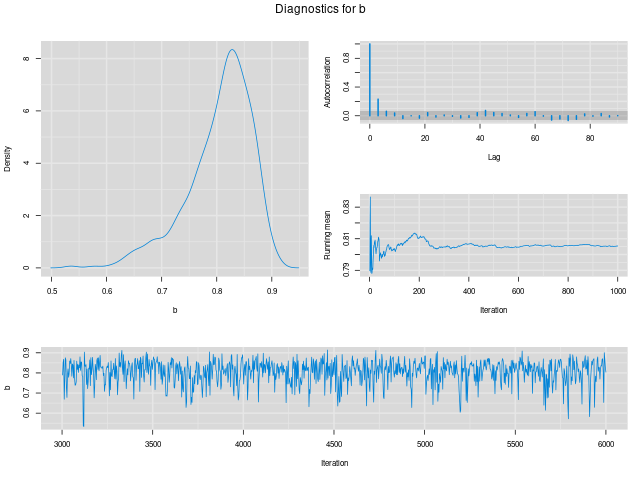 Diagnostics for b
Density
0
2
4
6
8
0.5 0.6 0.7 0.8 0.9
b
Autocorrelation
0.0
0.4
0.8
0 20 40 60 80
Lag
Running mean
0.79
0.81
0.83
0 200 400 600 800 1000
Iteration
b
0.6
0.7
0.8
0.9
3000 3500 4000 4500 5000 5500 6000
Iteration